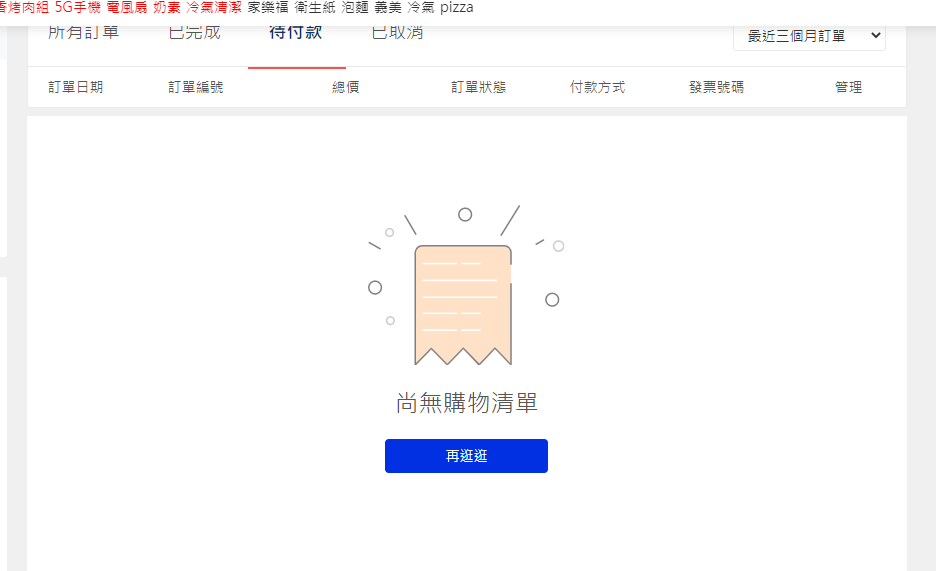 香烤肉組 5G手機 電風扇 奶素 冷氣清潔 家樂福 衛生紙 泡麵 義美 冷氣 pizza
所有訂單 已完成 待付款 已取消 最近三個月訂單
訂單日期 訂單編號 總價 訂單狀態 付款方式 發票號碼 管理
尚無購物清單
再逛逛